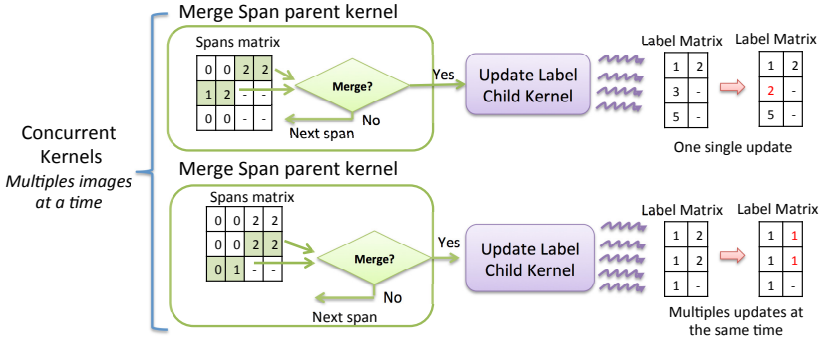 Merge Span parent kernel
Spans matrix
0 0 2 2
1 2 - -
0 0 - -
Merge?
Yes
No
Next span
Update Label
Child Kernel
Label Matrix
1 2
3 -
5 -
Label Matrix
1 2
2 -
5 -
One single update
Concurrent
Kernels
Multiples images
at a time
Merge Span parent kernel
Spans matrix
0 0 2 2
0 0 2 2
0 1 - -
Merge?
Yes
No
Next span
Update Label
Child Kernel
Label Matrix
1 2
1 2
1 -
Label Matrix
1 1
1 1
1 -
Multiples updates at
the same time